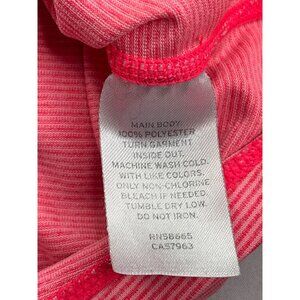 MAIN BODY:
100% POLYESTER
TURN GARMENT
INSIDE OUT.
MACHINE WASH COLD.
WITH LIKE COLORS.
ONLY NON-CHLORINE
BLEACH IF NEEDED.
TUMBLE DRY LOW.
DO NOT IRON.
RN58665
CA57963